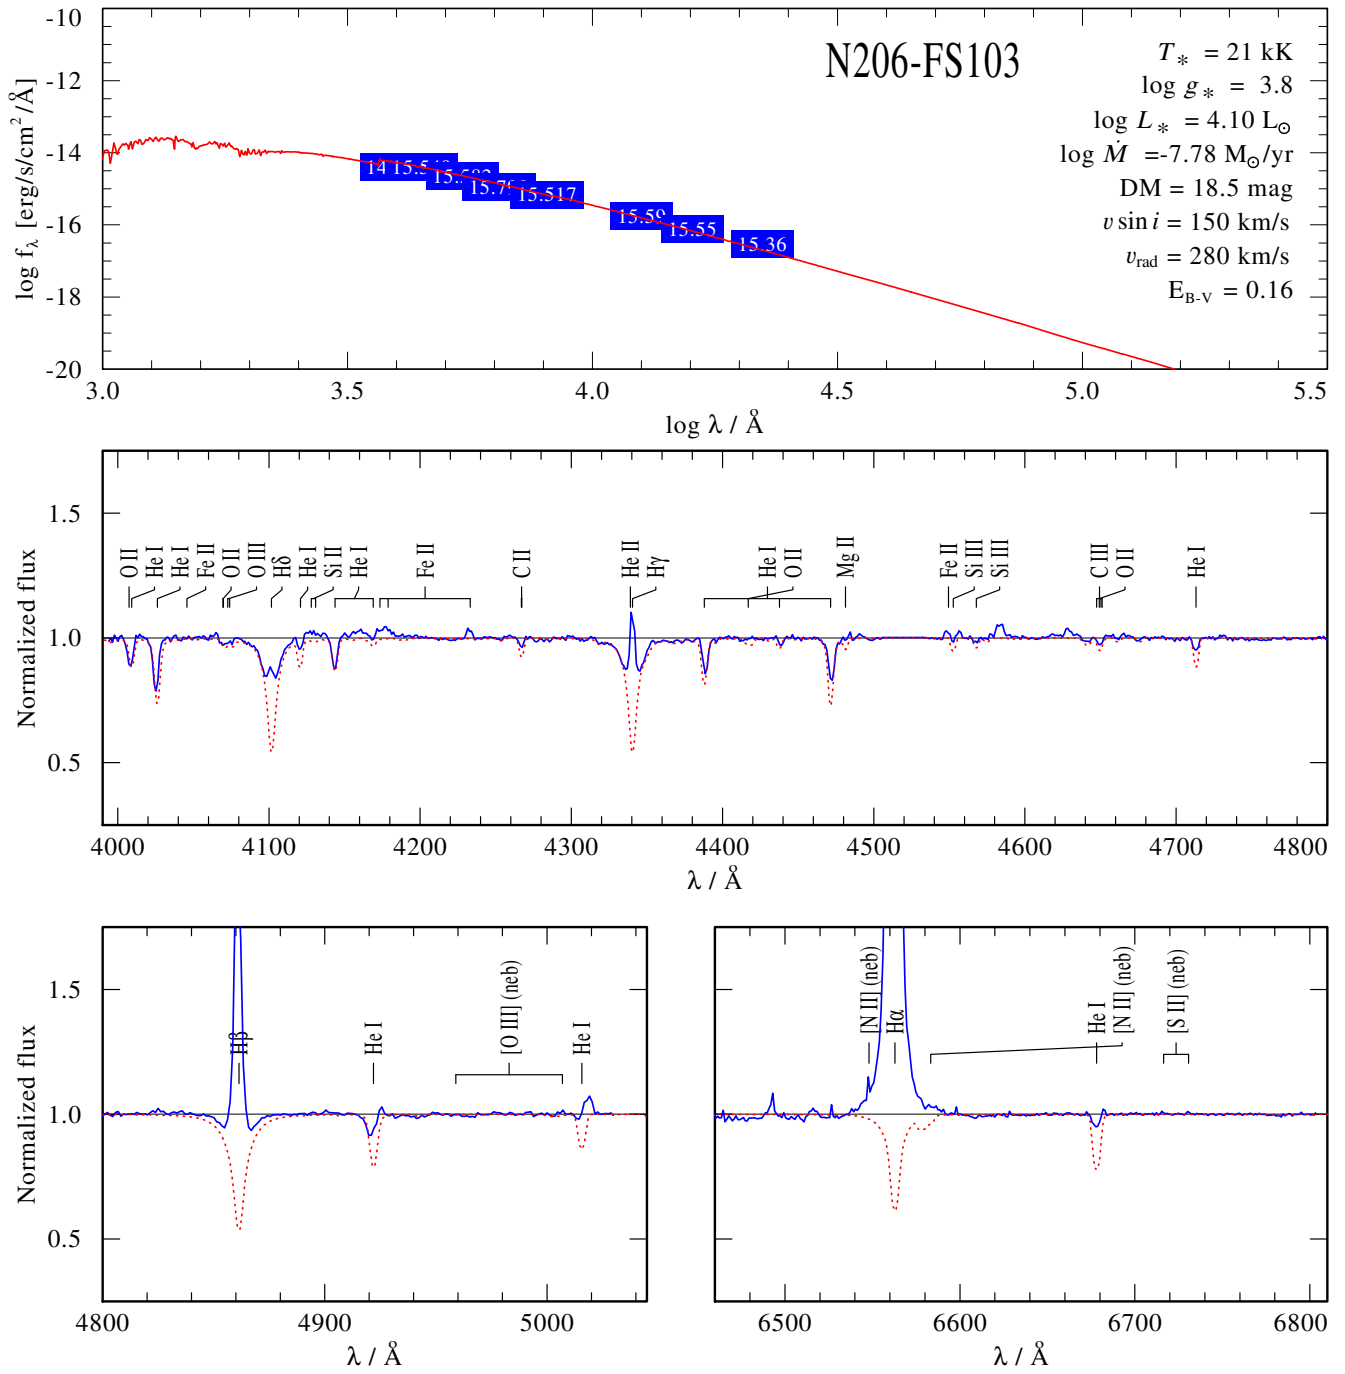 N206-FS103
T* = 21 kK
log g* = 3.8
log L* = 4.10 L⊙
log Ṁ =-7.78 M⊙/yr
DM = 18.5 mag
v sin i = 150 km/s
vrad = 280 km/s
EB-V = 0.16
log fλ [erg/s/cm2/Å]
-10
-12
-14
-16
-18
-20
14
15.517
15.59
15.55
15.36
3.0 3.5 4.0 4.5 5.0 5.5
log λ / Å
Normalized flux
1.5
1.0
0.5
O II
He I
He I
Fe II
O II
O III
Hδ
He I
Si II
He I
Fe II
C II
He II
Hγ
He I
O II
Mg II
Fe II
Si III
Si III
C III
O II
He I
4000 4100 4200 4300 4400 4500 4600 4700 4800
λ / Å
Normalized flux
1.5
1.0
0.5
Hβ
He I
[O III] (neb)
He I
4800 4900 5000
λ / Å
[N II] (neb)
Hα
He I
[N II] (neb)
[S II] (neb)
6500 6600 6700 6800
λ / Å